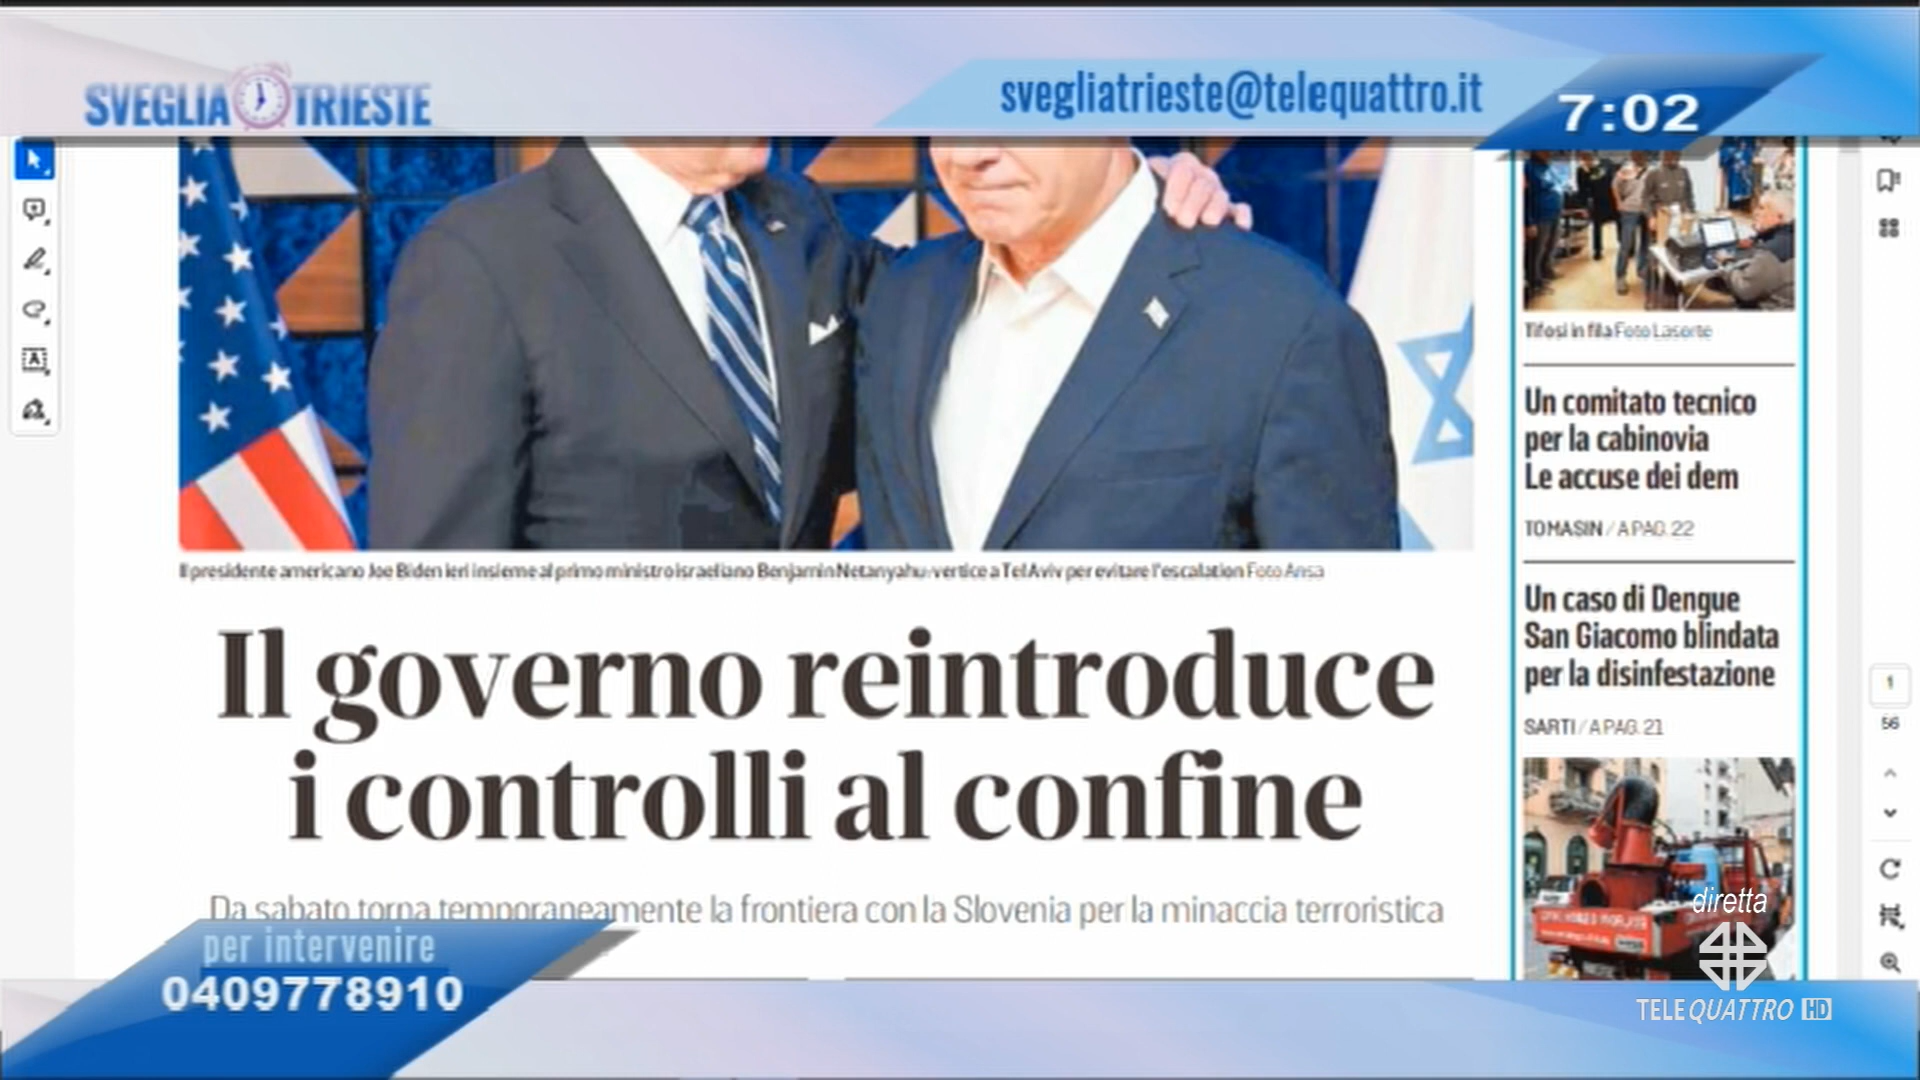 SVEGLIA TRIESTE
svegliatrieste@telequattro.it
7:02
Il presidente americano Joe Biden ieri insieme al primo ministro israeliano Benjamin Netanyahu: vertice a Tel Aviv per evitare l'escalation Foto Ansa
Il governo reintroduce
i controlli al confine
Da sabato torna temporaneamente la frontiera con la Slovenia per la minaccia terroristica
Tifosi in fila Foto Lasorte
Un comitato tecnico
per la cabinovia
Le accuse dei dem
TOMASIN / A PAG. 22
Un caso di Dengue
San Giacomo blindata
per la disinfestazione
SARTI / A PAG. 21
1
56
per intervenire
0409778910
diretta
TELEQUATTRO HD